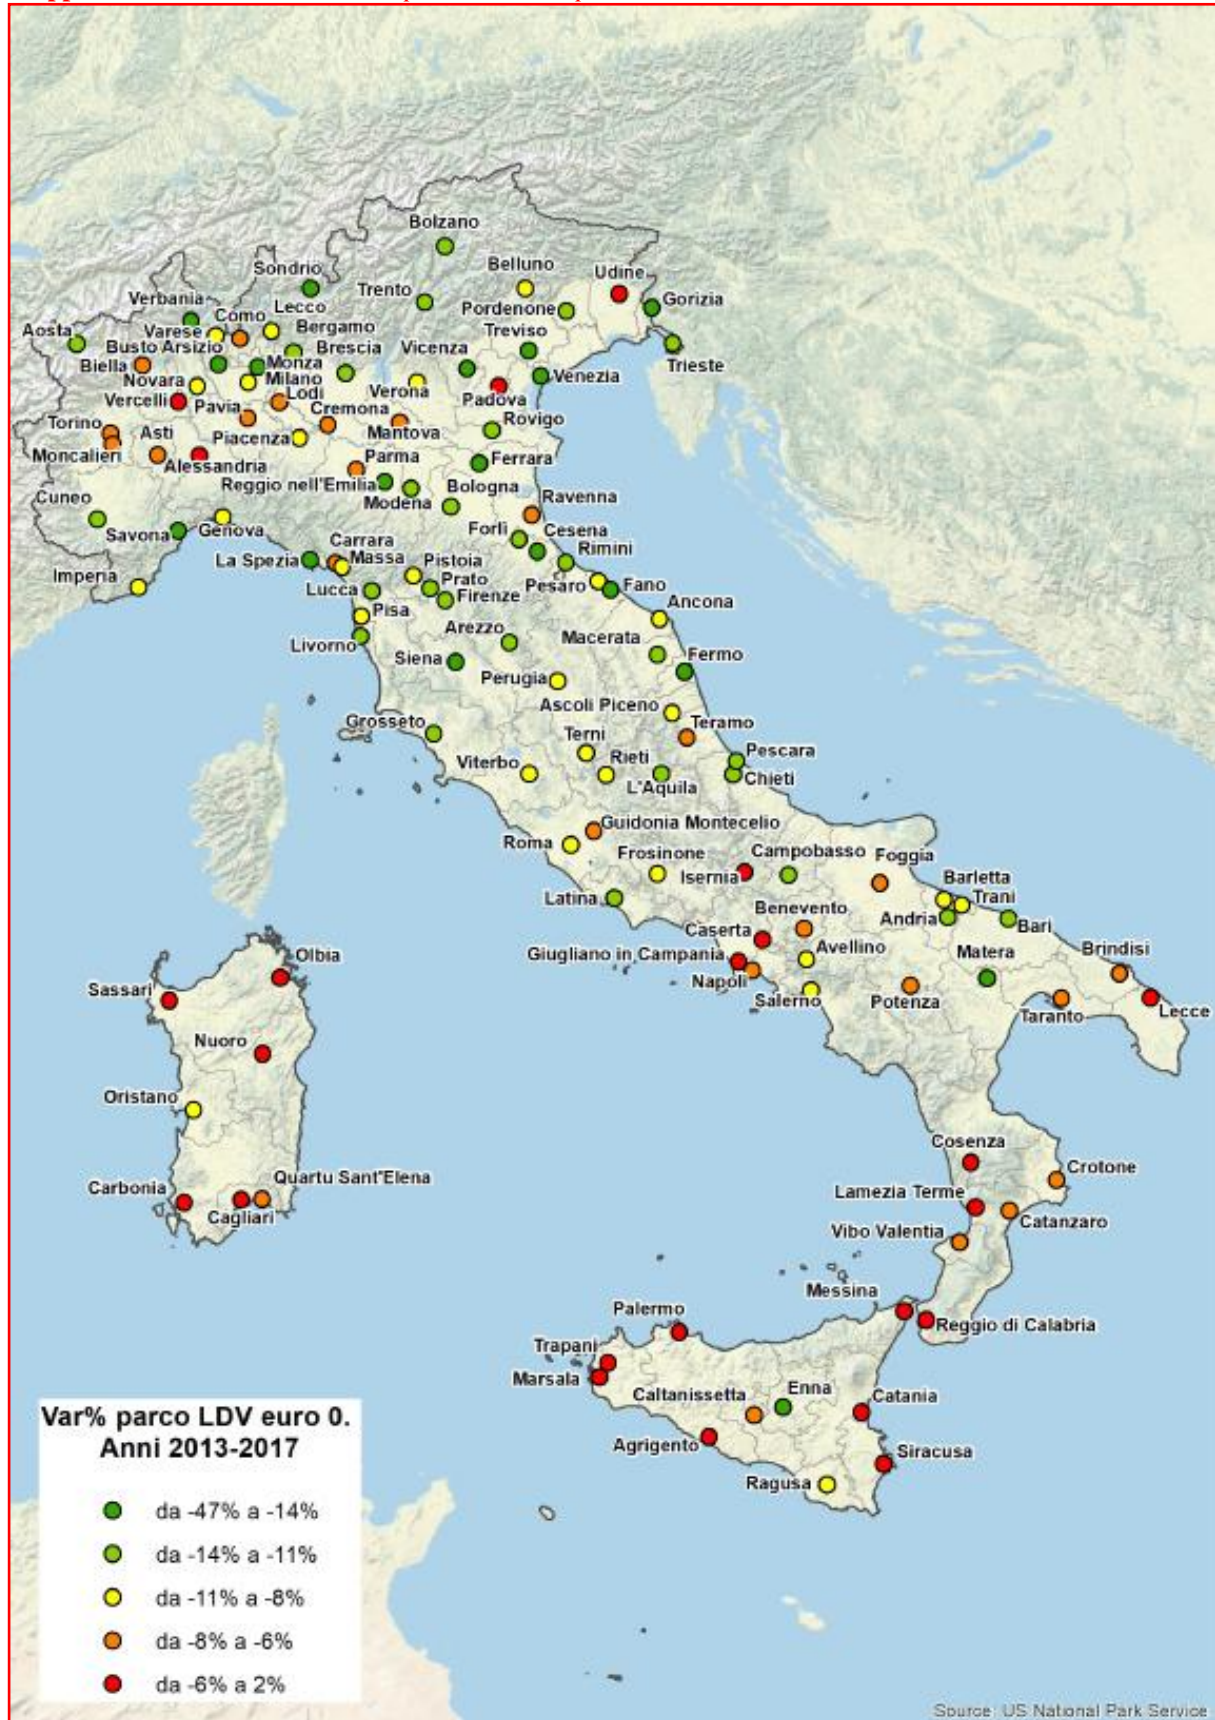 Bolzano
Sondrio
Belluno
Udine
Verbania
Lecco
Trento
Pordenone
Gorizia
Aosta
Varese
Como
Bergamo
Treviso
Busto Arsizio
Brescia
Vicenza
Trieste
Biella
Monza
Novara
Milano
Verona
Venezia
Vercelli
Lodi
Padova
Pavia
Cremona
Torino
Asti
Mantova
Rovigo
Piacenza
Moncalieri
Alessandria
Parma
Ferrara
Reggio nell'Emilia
Bologna
Cuneo
Modena
Ravenna
Savona
Genova
Forlì
Cesena
Carrara
La Spezia
Massa
Pistoia
Rimini
Imperia
Lucca
Prato
Pesaro
Fano
Firenze
Pisa
Ancona
Arezzo
Macerata
Livorno
Siena
Fermo
Perugia
Ascoli Piceno
Grosseto
Teramo
Terni
Pescara
Viterbo
Rieti
L'Aquila
Chieti
Guidonia Montecelio
Roma
Frosinone
Campobasso
Foggia
Isernia
Barletta
Latina
Trani
Benevento
Andria
Bari
Caserta
Giugliano in Campania
Avellino
Matera
Brindisi
Olbia
Napoli
Sassari
Salerno
Potenza
Taranto
Lecce
Nuoro
Oristano
Cosenza
Crotone
Quartu Sant'Elena
Carbonia
Lamezia Terme
Cagliari
Catanzaro
Vibo Valentia
Messina
Palermo
Reggio di Calabria
Trapani
Marsala
Caltanissetta
Enna
Catania
Agrigento
Siracusa
Ragusa
Var% parco LDV euro 0.
Anni 2013-2017
da -47% a -14%
da -14% a -11%
da -11% a -8%
da -8% a -6%
da -6% a 2%
Source: US National Park Service